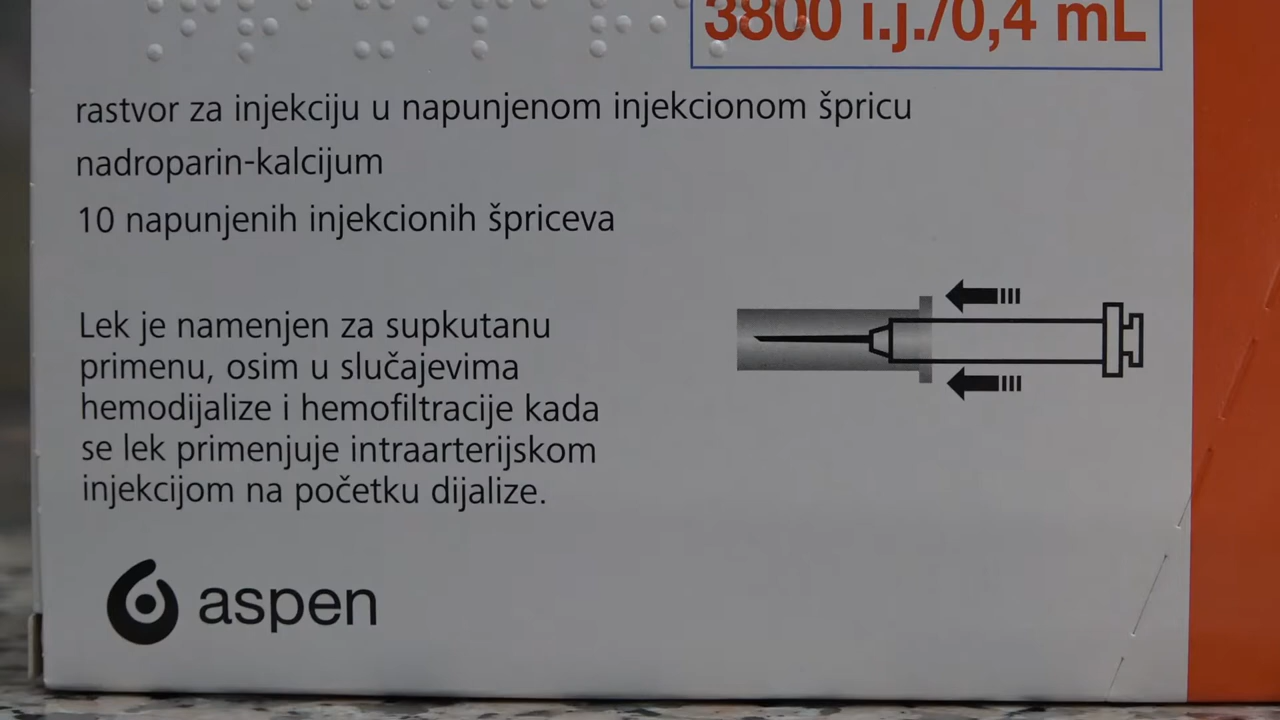 3800 i.j./0,4 mL
rastvor za injekciju u napunjenom injekcionom špricu
nadroparin-kalcijum
10 napunjenih injekcionih špriceva
Lek je namenjen za supkutanu
primenu, osim u slučajevima
hemodijalize i hemofiltracije kada
se lek primenjuje intraarterijskom
injekcijom na početku dijalize.
aspen